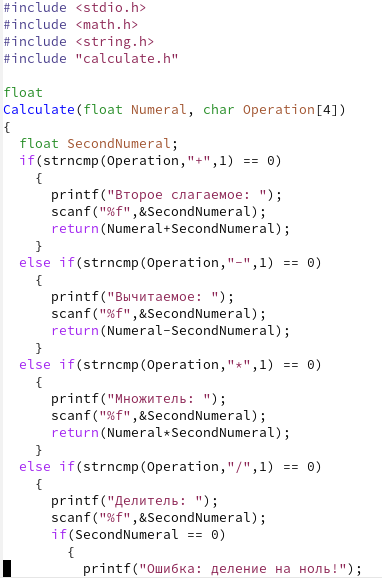 #include <stdio.h>
#include <math.h>
#include <string.h>
#include "calculate.h"

float
Calculate(float Numeral, char Operation[4])
{
  float SecondNumeral;
  if(strncmp(Operation,"+",1) == 0)
    {
      printf("Второе слагаемое: ");
      scanf("%f",&SecondNumeral);
      return(Numeral+SecondNumeral);
    }
  else if(strncmp(Operation,"-",1) == 0)
    {
      printf("Вычитаемое: ");
      scanf("%f",&SecondNumeral);
      return(Numeral-SecondNumeral);
    }
  else if(strncmp(Operation,"*",1) == 0)
    {
      printf("Множитель: ");
      scanf("%f",&SecondNumeral);
      return(Numeral*SecondNumeral);
    }
  else if(strncmp(Operation,"/",1) == 0)
    {
      printf("Делитель: ");
      scanf("%f",&SecondNumeral);
      if(SecondNumeral == 0)
        {
          printf("Ошибка: деление на ноль!");